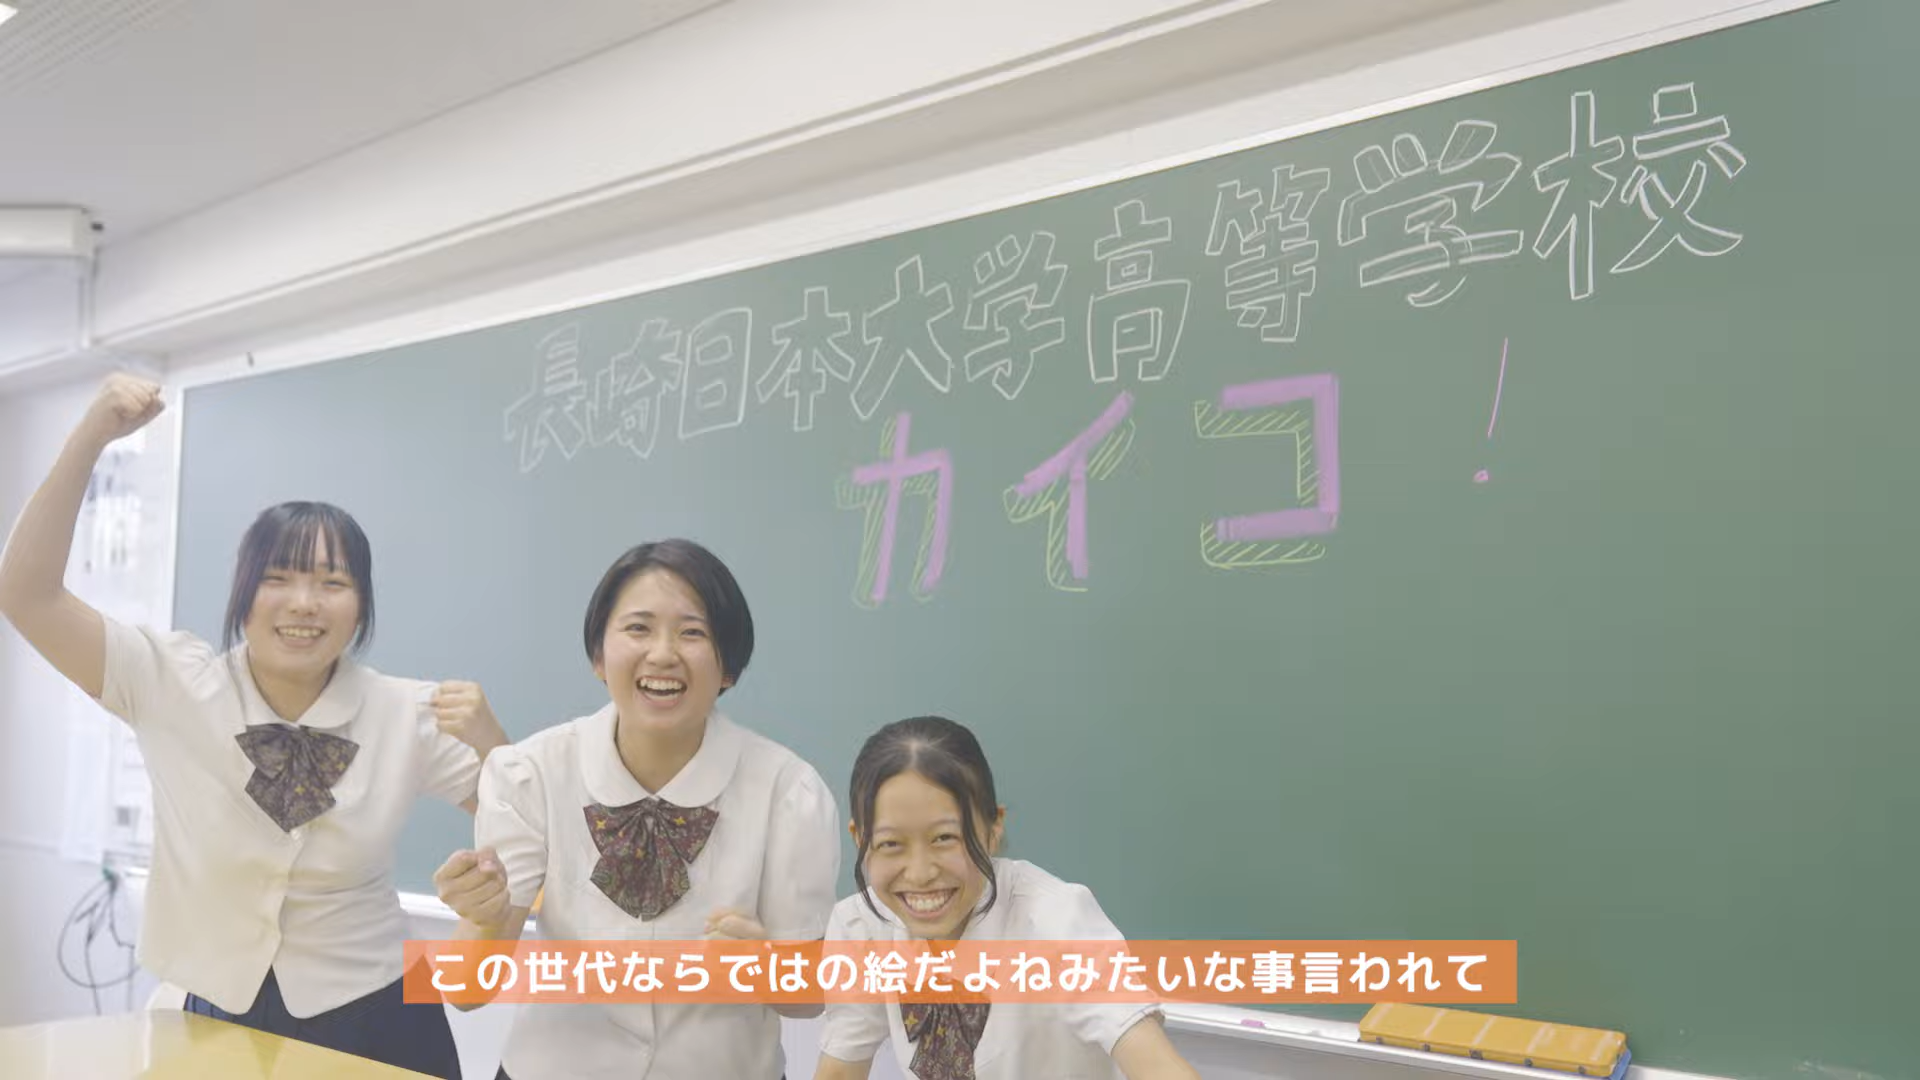 長崎日本大学高等学校
カイコ!
この世代ならではの絵だよねみたいな事言われて